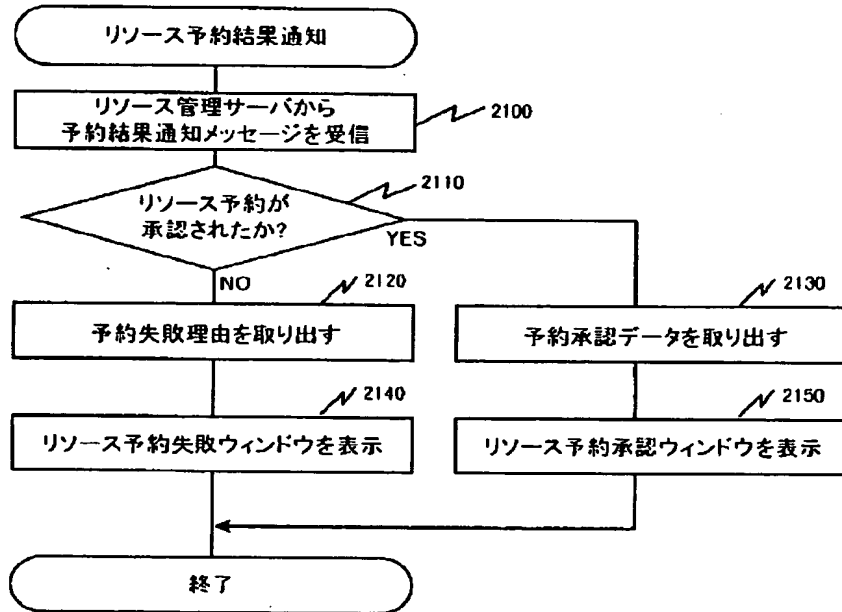 リソース予約結果通知
リソース管理サーバから
予約結果通知メッセージを受信
2100
リソース予約が
承認されたか?
2110
YES
NO
2120
予約失敗理由を取り出す
2130
予約承認データを取り出す
2140
リソース予約失敗ウィンドウを表示
2150
リソース予約承認ウィンドウを表示
終了